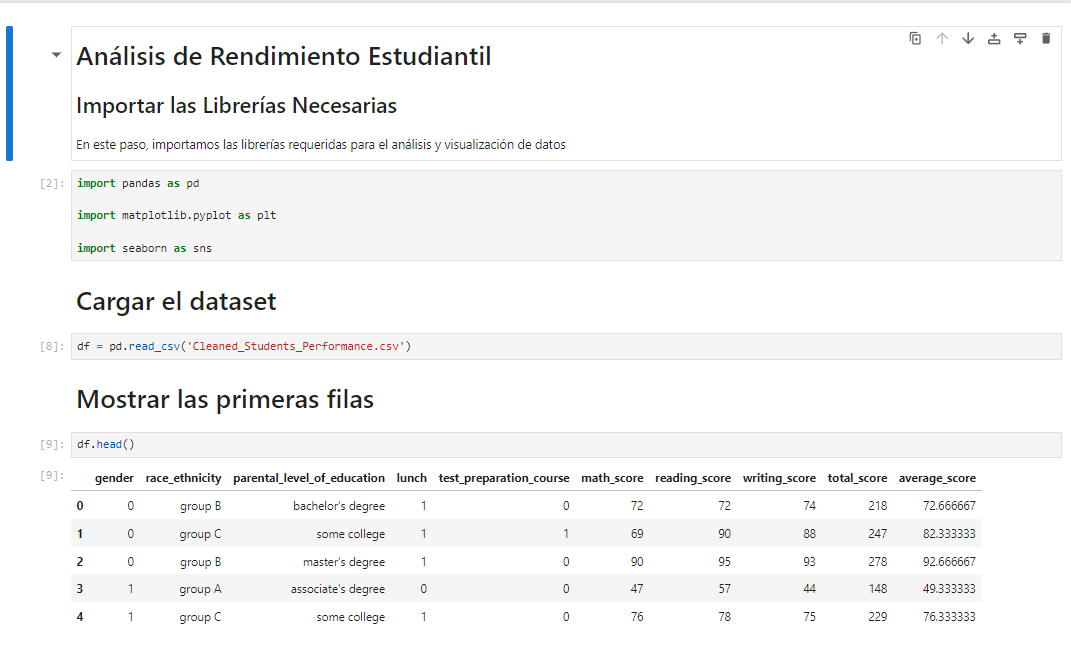 Análisis de Rendimiento Estudiantil
Importar las Librerías Necesarias
En este paso, importamos las librerías requeridas para el análisis y visualización de datos
[2]: import pandas as pd
import matplotlib.pyplot as plt
import seaborn as sns
Cargar el dataset
[8]: df = pd.read_csv('Cleaned_Students_Performance.csv')
Mostrar las primeras filas
[9]: df.head()
[9]: gender race_ethnicity parental_level_of_education lunch test_preparation_course math_score reading_score writing_score total_score average_score
0 0 group B bachelor's degree 1 0 72 72 74 218 72.666667
1 0 group C some college 1 1 69 90 88 247 82.333333
2 0 group B master's degree 1 0 90 95 93 278 92.666667
3 1 group A associate's degree 0 0 47 57 44 148 49.333333
4 1 group C some college 1 0 76 78 75 229 76.333333